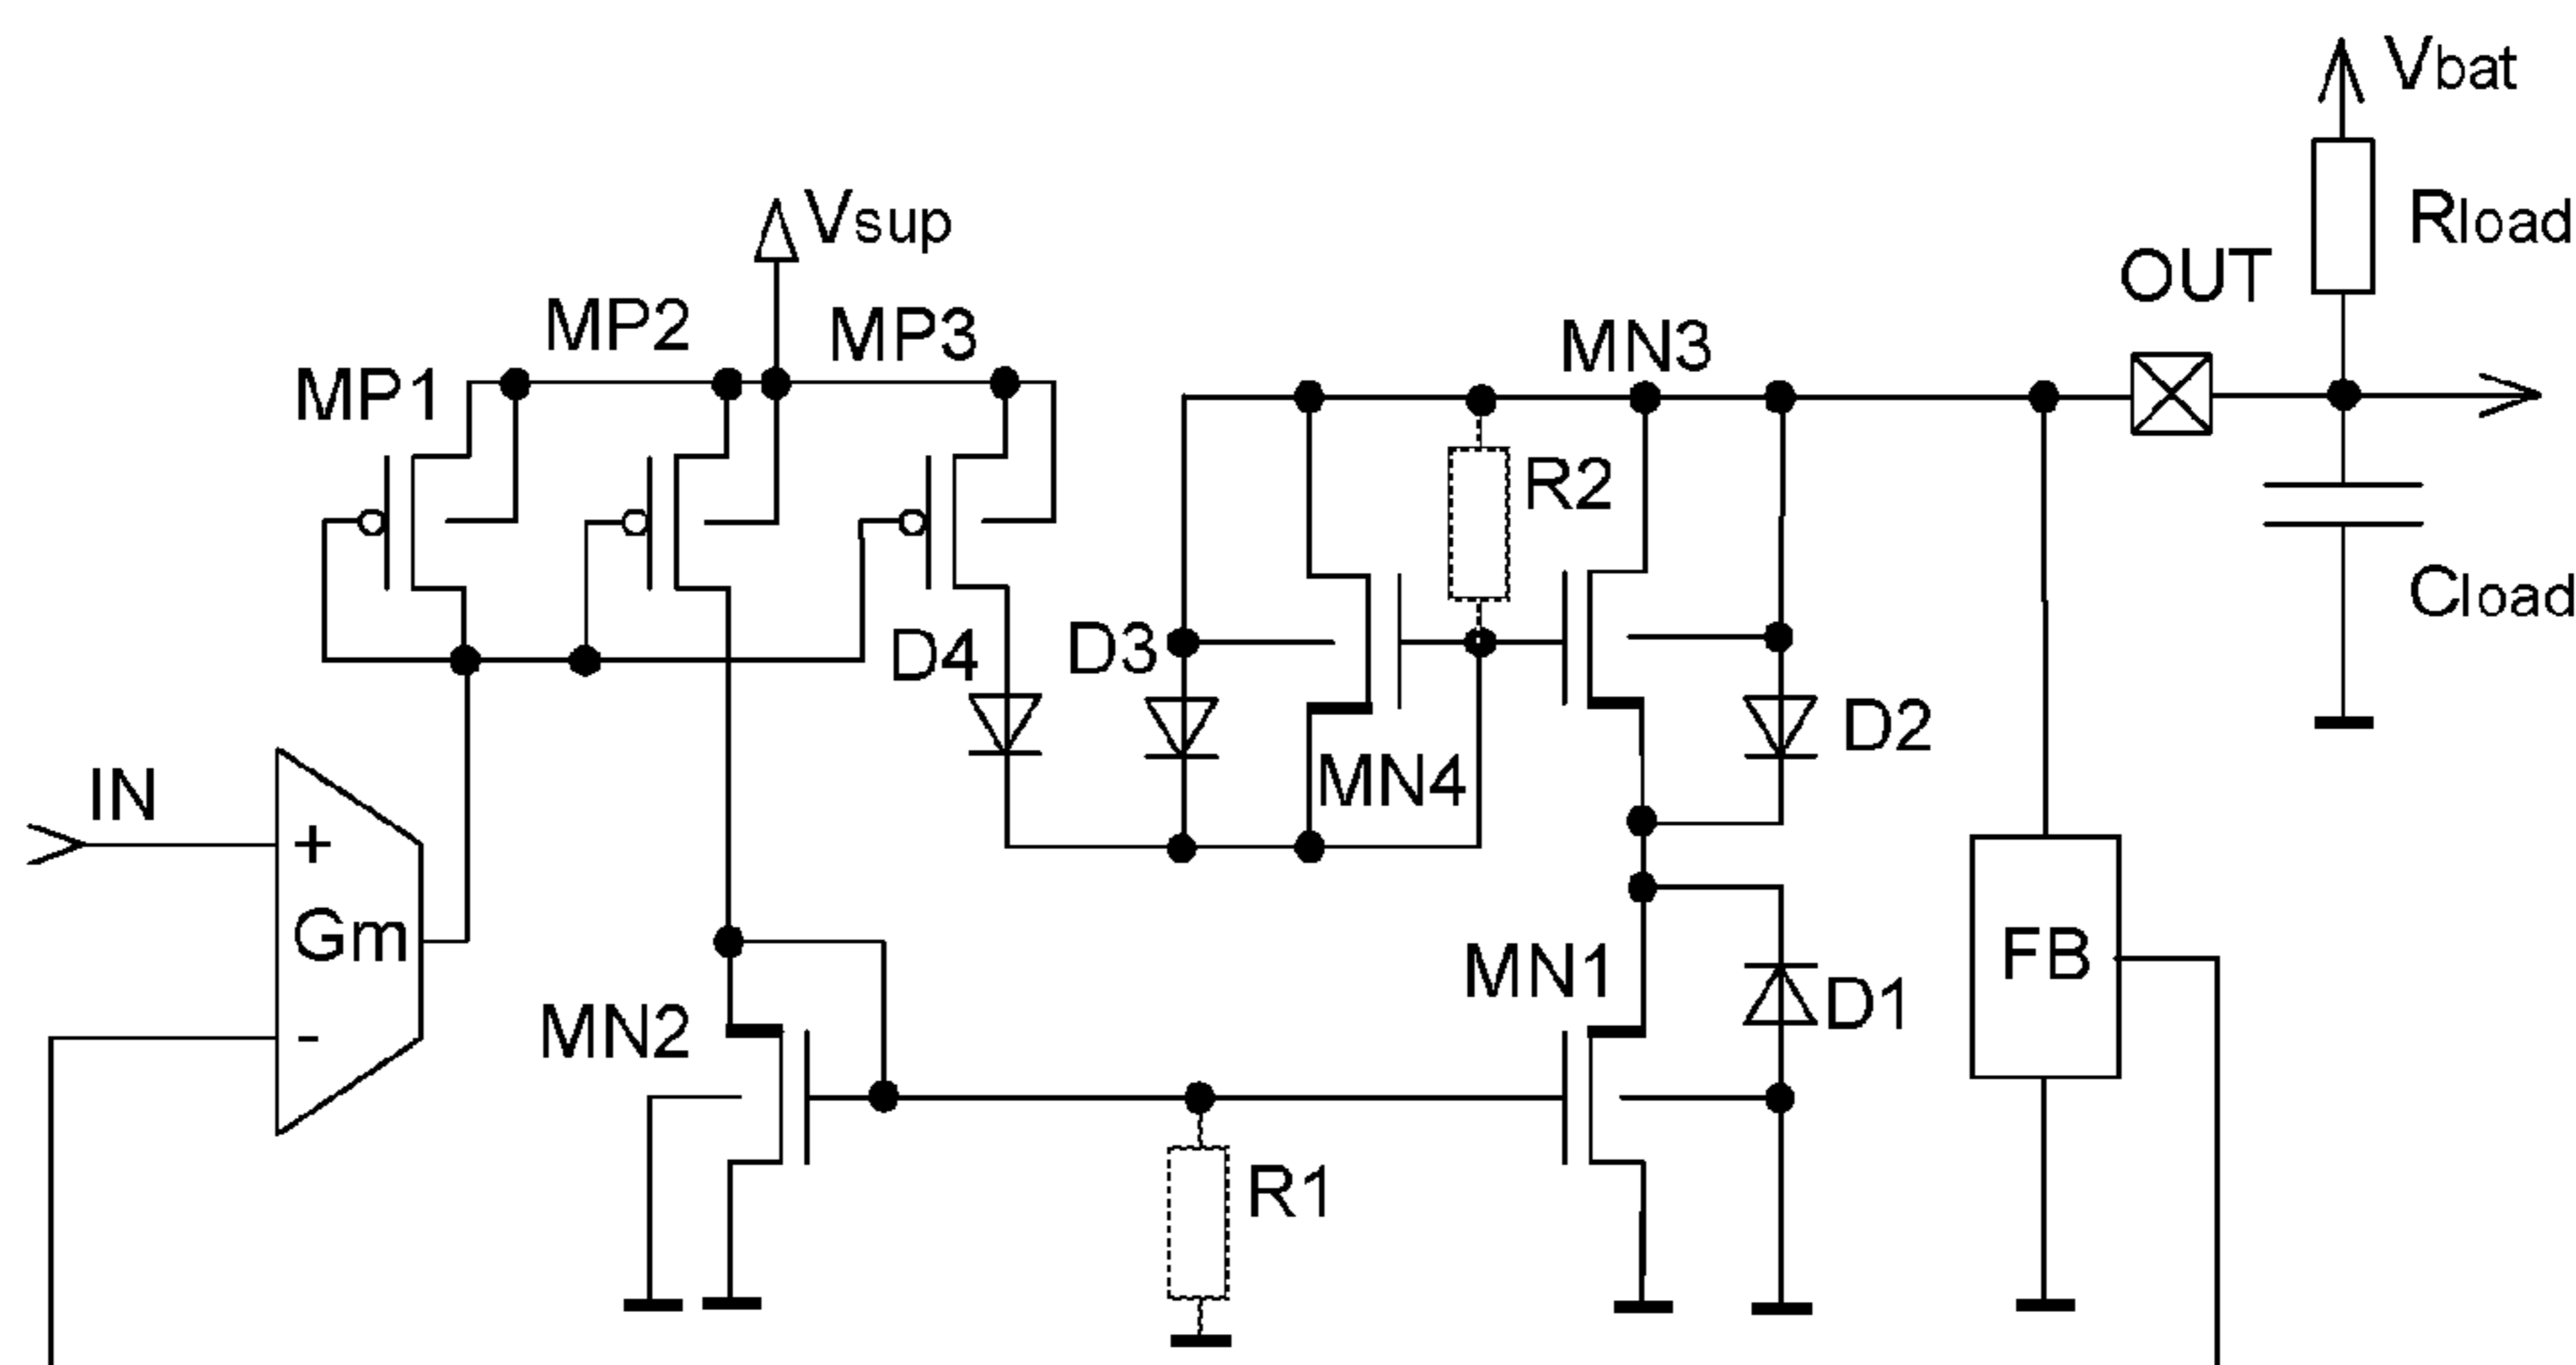 Vbat
Rload
OUT
Vsup
MP2
MP3
MN3
MP1
R2
Cload
D4
D3
D2
MN4
IN
+
Gm
-
MN2
MN1
D1
FB
R1